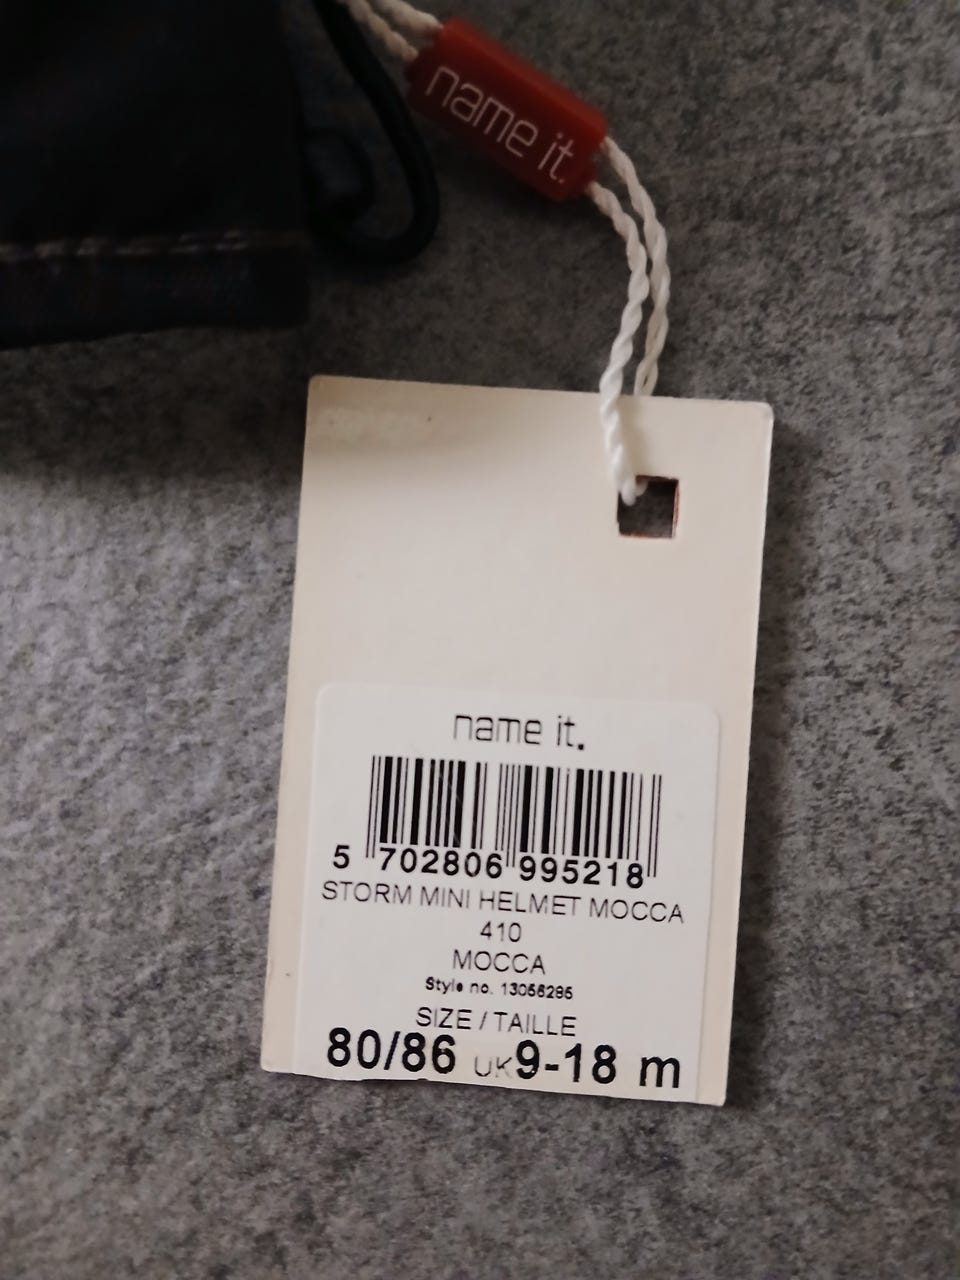 name it.
name it.
5 702806 995218
STORM MINI HELMET MOCCA
410
MOCCA
Style no. 13056295
SIZE / TAILLE
80/86 UK 9-18 m